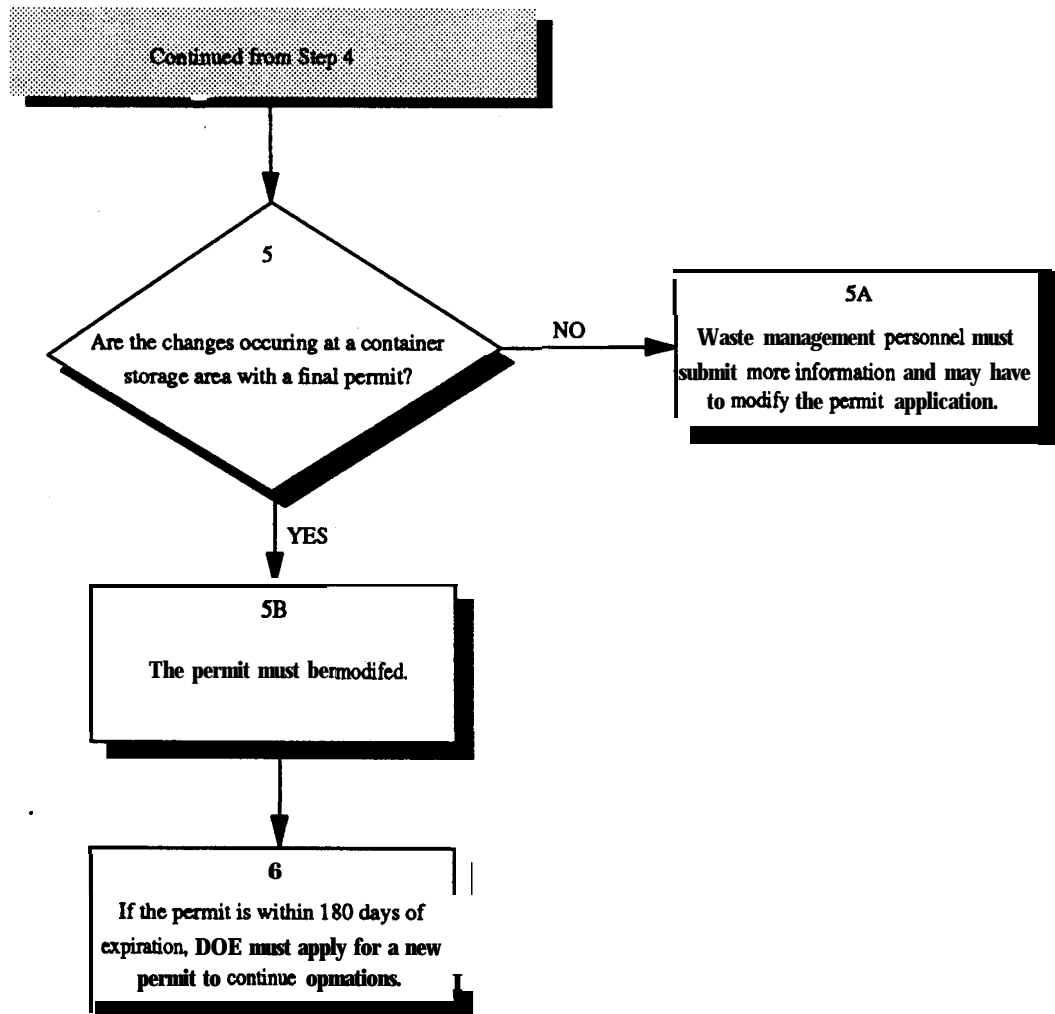 Continued from Step 4
5
Are the changes occuring at a container
storage area with a final permit?
NO
5A
Waste management personnel must
submit more information and may have
to modify the permit application.
YES
5B
The permit must bermodifed.
6
If the permit is within 180 days of
expiration, DOE must apply for a new
permit to continue opmations.